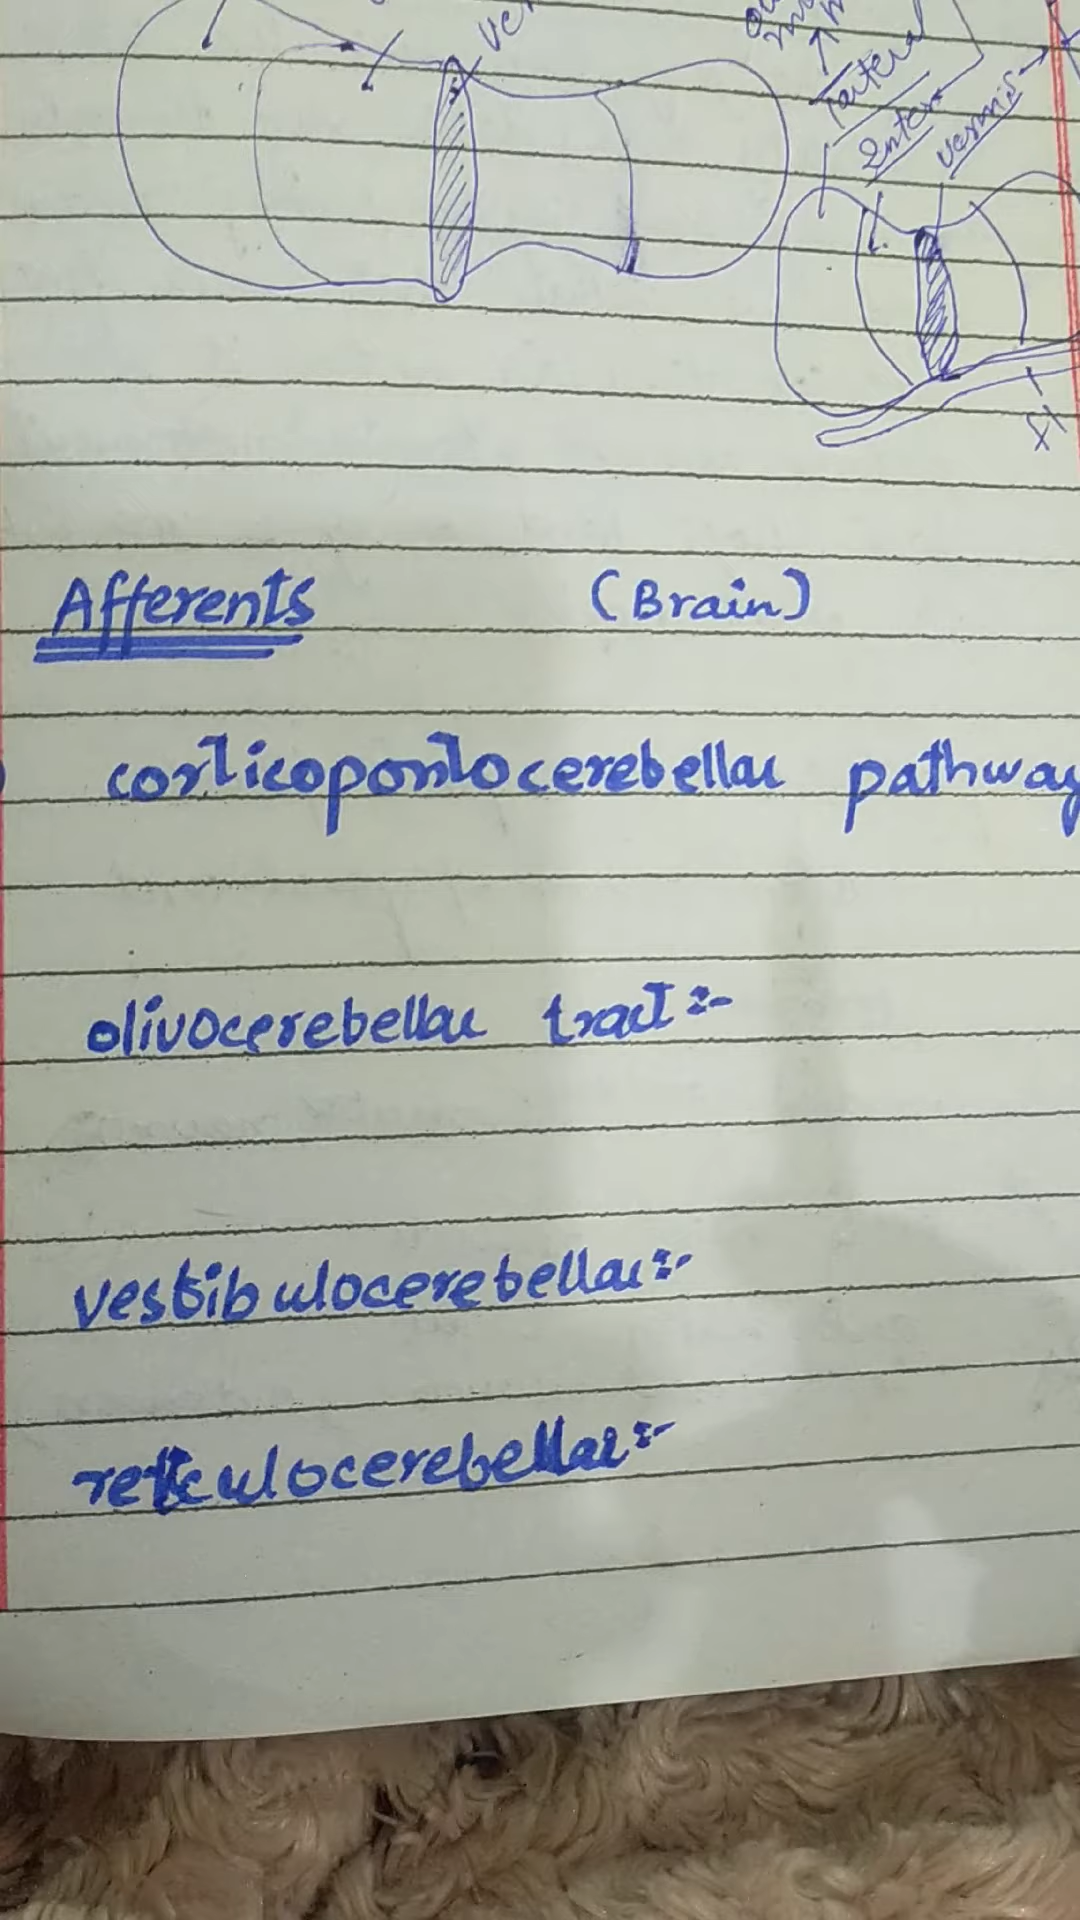 Lateral
Inter
vermis
Afferents (Brain)
corticopontocerebellar pathway
olivocerebellar tract :-
vestibulocerebellar :-
reticulocerebellar :-